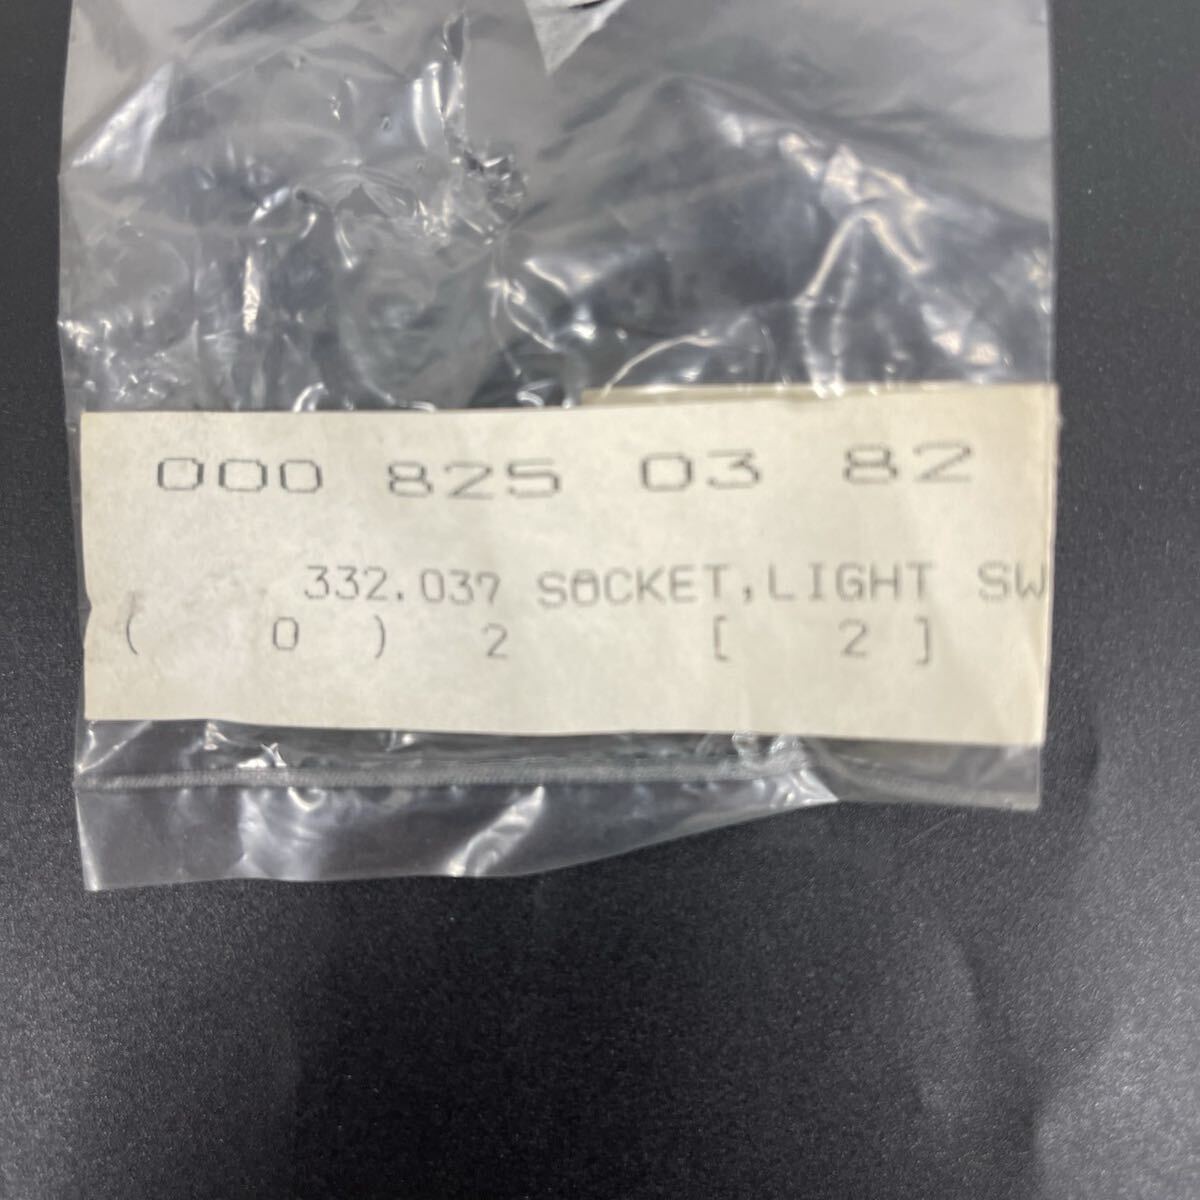 000 825 03 82
332.037 SOCKET,LIGHT SW
( 0 ) 2 [ 2 ]